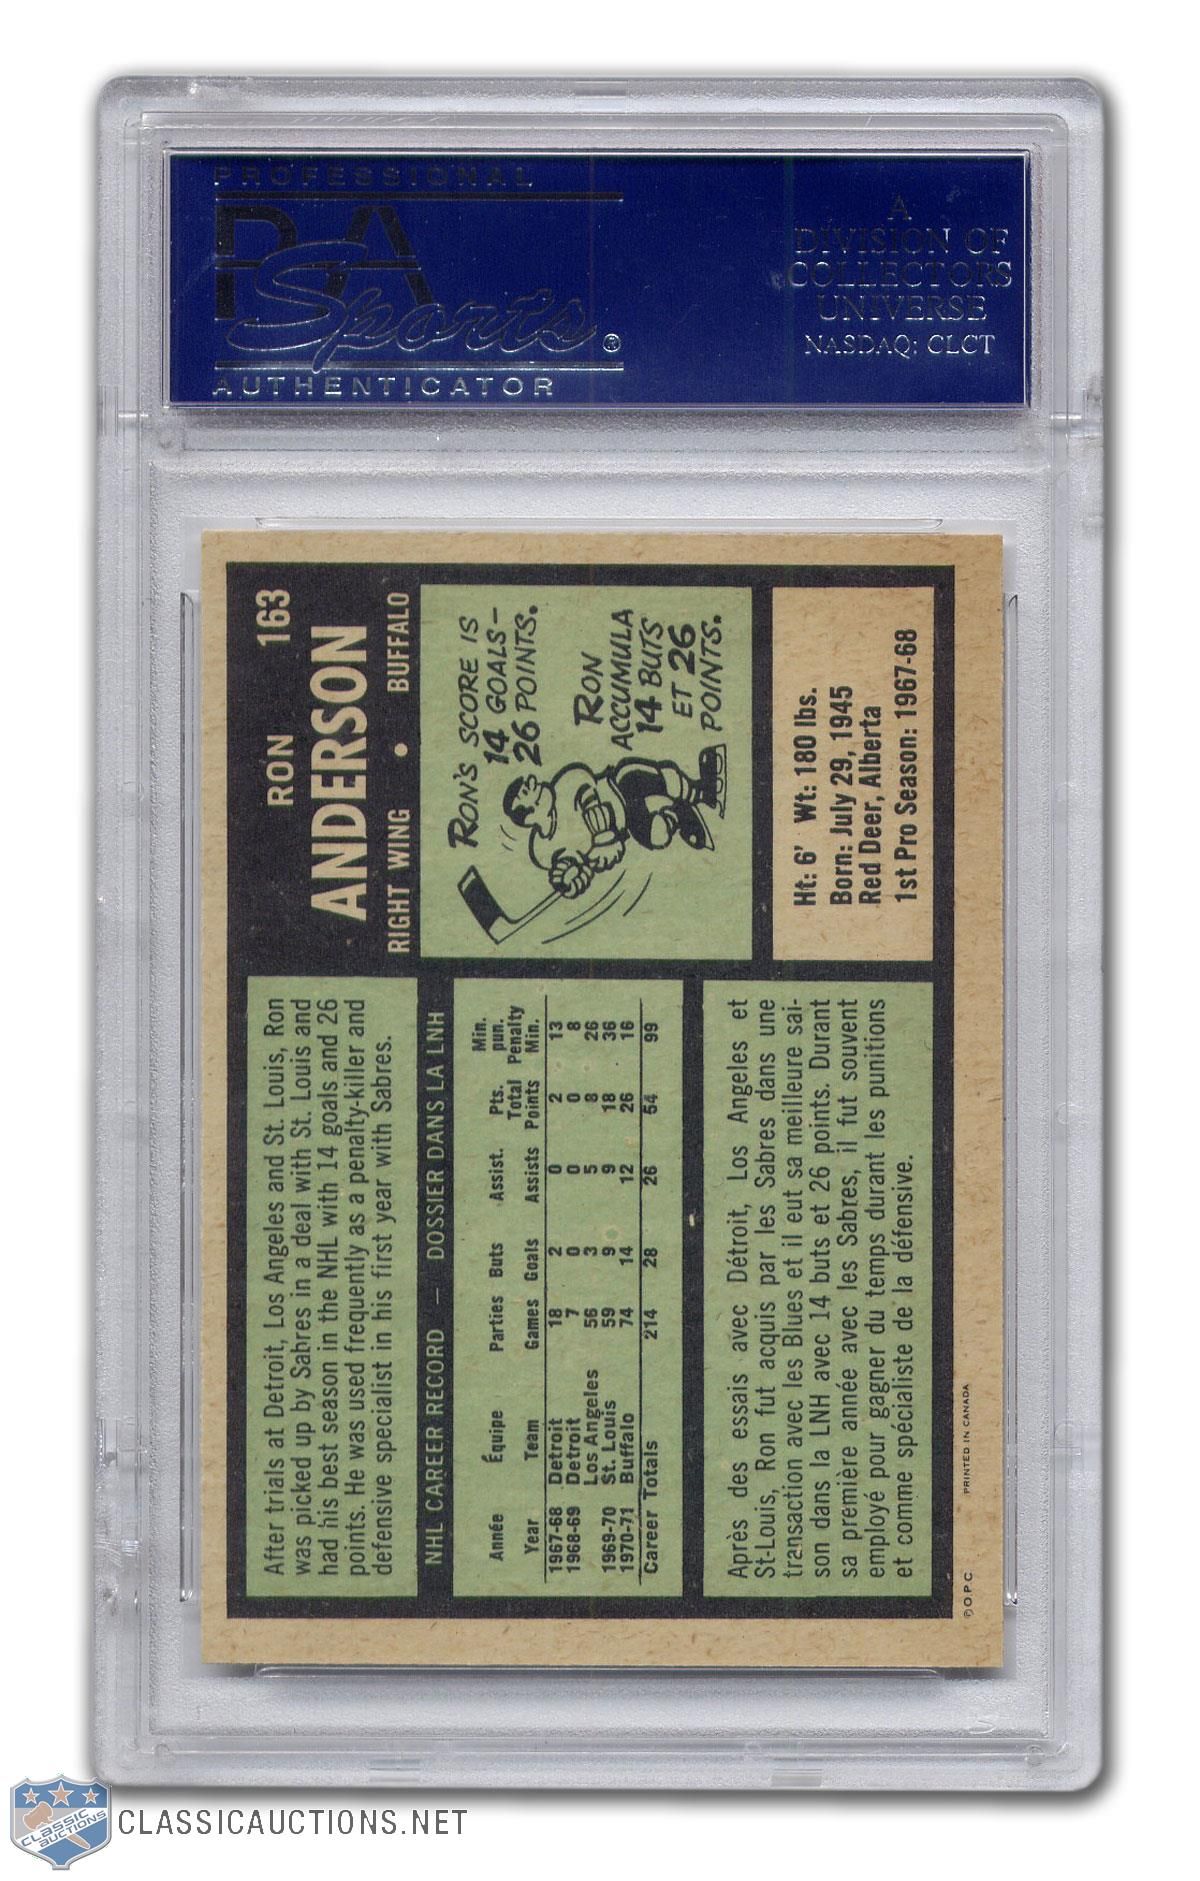 PROFESSIONAL
PSA
Sports®
AUTHENTICATOR
A
DIVISION OF
COLLECTORS
UNIVERSE
NASDAQ: CLCT
RON 163
ANDERSON
RIGHT WING • BUFFALO
RON'S SCORE IS
14 GOALS-
26 POINTS.
RON
ACCUMULA
14 BUTS
ET 26
POINTS.
Ht: 6' Wt: 180 lbs.
Born: July 29, 1945
Red Deer, Alberta
1st Pro Season: 1967-68
After trials at Detroit, Los Angeles and St. Louis, Ron
was picked up by Sabres in a deal with St. Louis and
had his best season in the NHL with 14 goals and 26
points. He was used frequently as a penalty-killer and
defensive specialist in his first year with Sabres.
NHL CAREER RECORD — DOSSIER DANS LA LNH
Année Équipe Parties Buts Assist. Pts. Min. pun.
Year Team Games Goals Assists Total Points Penalty Min.
1967-68 Detroit 18 2 0 2 13
1968-69 Detroit 7 0 0 0 8
Los Angeles 56 3 5 8 26
1969-70 St. Louis 59 9 9 18 36
1970-71 Buffalo 74 14 12 26 16
Career Totals 214 28 26 54 99
Après des essais avec Détroit, Los Angeles et
St-Louis, Ron fut acquis par les Sabres dans une
transaction avec les Blues et il eut sa meilleure sai-
son dans la LNH avec 14 buts et 26 points. Durant
sa première année avec les Sabres, il fut souvent
employé pour gagner du temps durant les punitions
et comme spécialiste de la défensive.
©O.P.C. PRINTED IN CANADA
CLASSIC
AUCTIONS
CLASSICAUCTIONS.NET